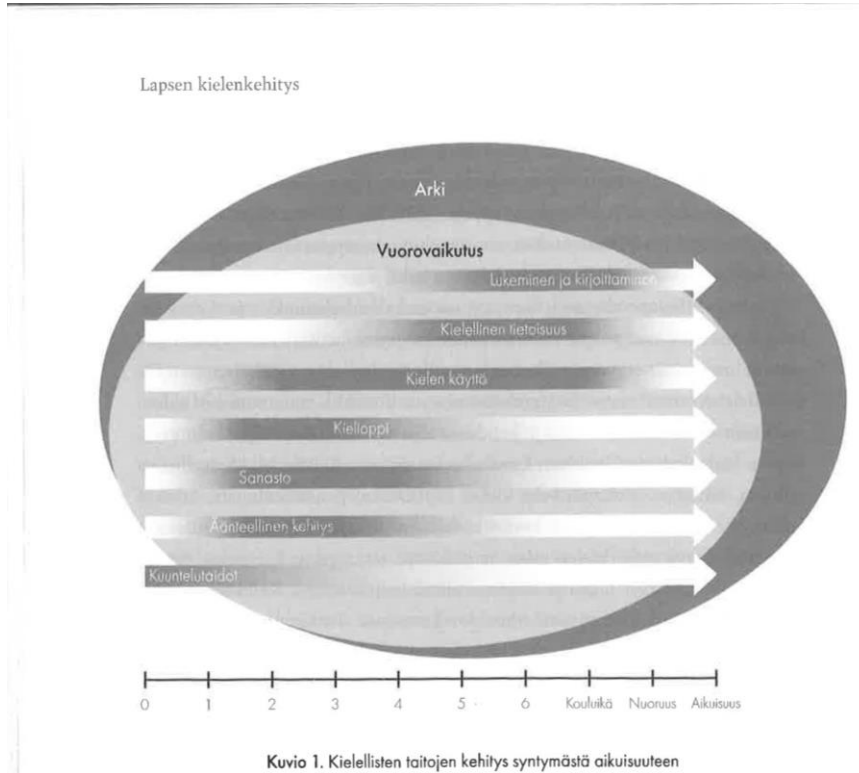 Lapsen kielenkehitys
Arki
Vuorovaikutus
Lukeminen ja kirjoittaminen
Kielellinen tietoisuus
Kielen käyttö
Kielioppi
Sanasto
Äänteellinen kehitys
Kuuntelutaidot
0 1 2 3 4 5 6 Kouluikä Nuoruus Aikuisuus
Kuvio 1. Kielellisten taitojen kehitys syntymästä aikuisuuteen